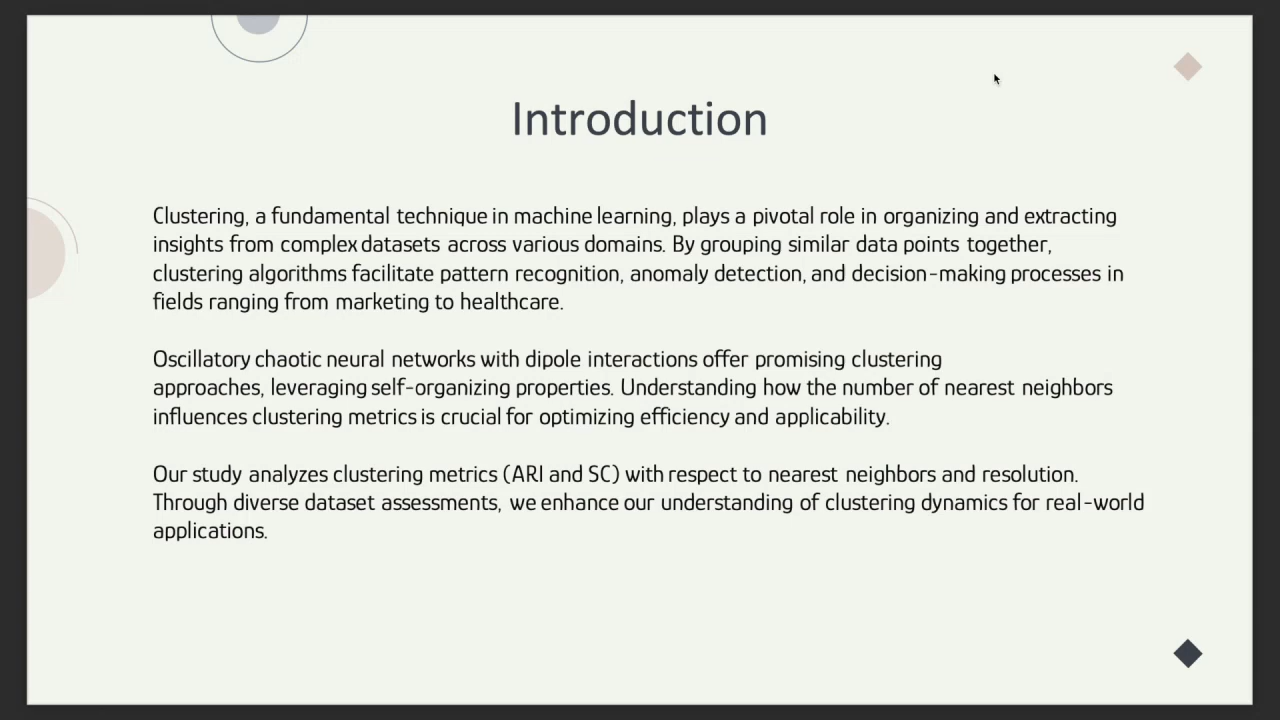 Introduction
Clustering, a fundamental technique in machine learning, plays a pivotal role in organizing and extracting
insights from complex datasets across various domains. By grouping similar data points together,
clustering algorithms facilitate pattern recognition, anomaly detection, and decision-making processes in
fields ranging from marketing to healthcare.
Oscillatory chaotic neural networks with dipole interactions offer promising clustering
approaches, leveraging self-organizing properties. Understanding how the number of nearest neighbors
influences clustering metrics is crucial for optimizing efficiency and applicability.
Our study analyzes clustering metrics (ARI and SC) with respect to nearest neighbors and resolution.
Through diverse dataset assessments, we enhance our understanding of clustering dynamics for real-world
applications.